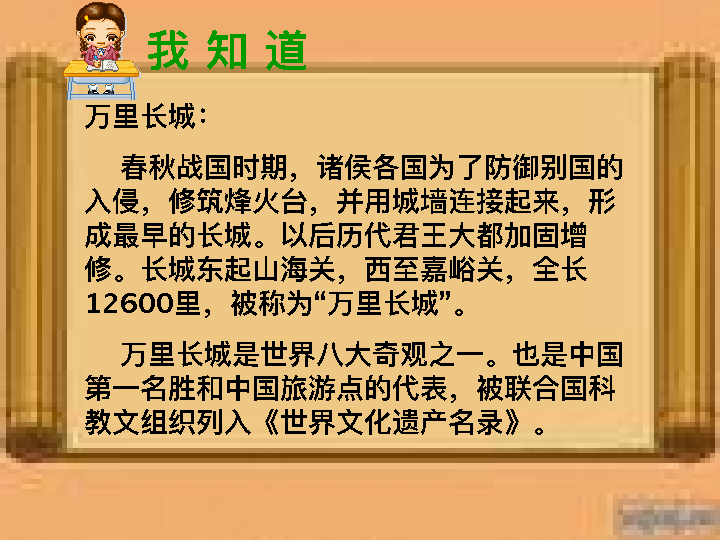 我知道
万里长城：
春秋战国时期，诸侯各国为了防御别国的
入侵，修筑烽火台，并用城墙连接起来，形
成最早的长城。以后历代君王大都加固增
修。长城东起山海关，西至嘉峪关，全长
12600里，被称为“万里长城”。
万里长城是世界八大奇观之一。也是中国
第一名胜和中国旅游点的代表，被联合国科
教文组织列入《世界文化遗产名录》。